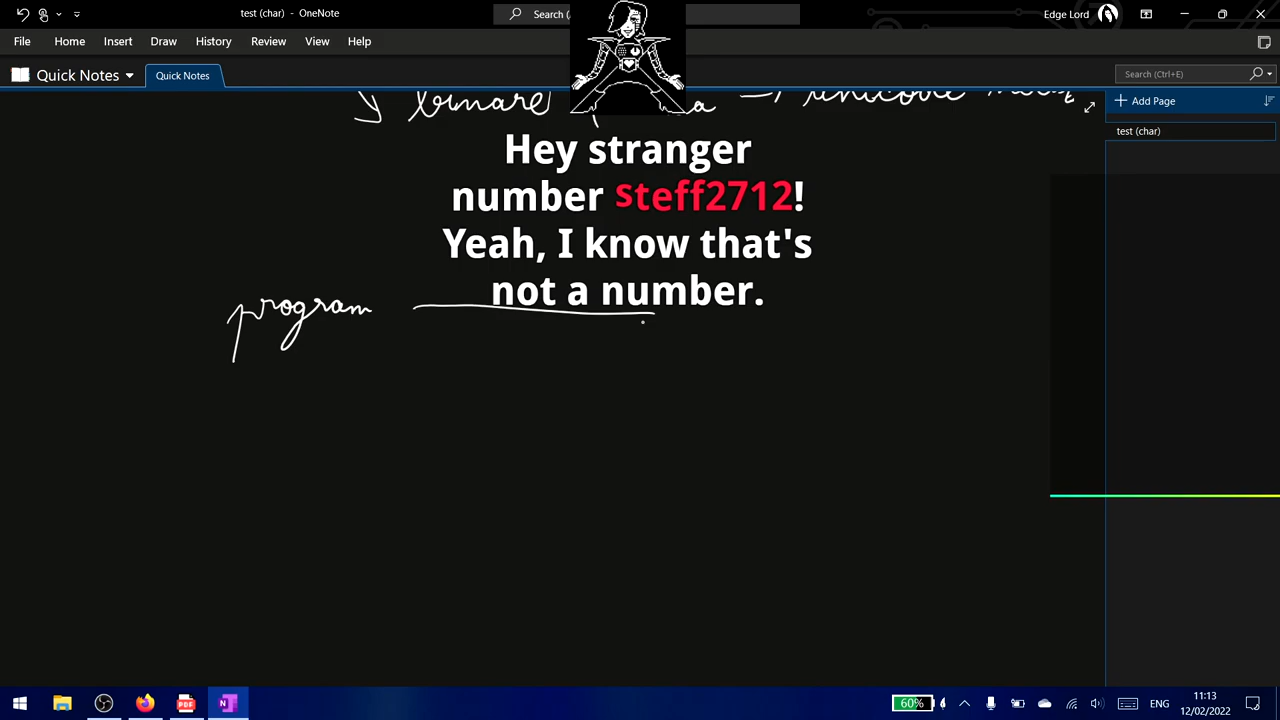 test (char) - OneNote
Search (
Edge Lord
File Home Insert Draw History Review View Help
Quick Notes
Quick Notes
Search (Ctrl+E)
Add Page
test (char)
binare
Hey stranger
number Steff2712!
Yeah, I know that's
not a number.
program
60%
ENG
11:13
12/02/2022